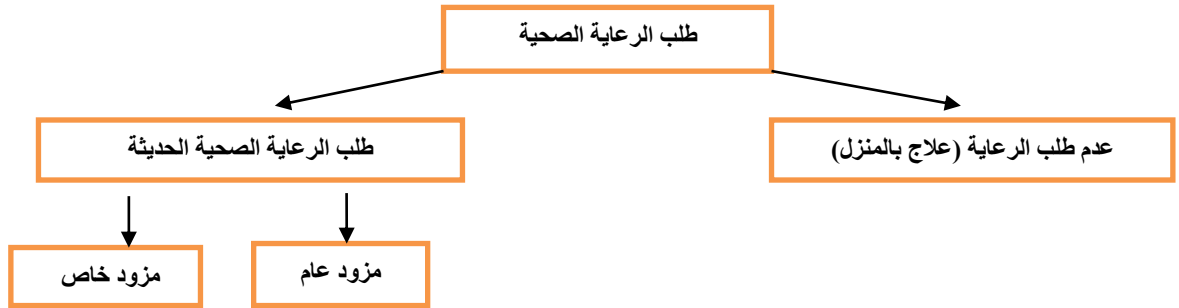 طلب الرعاية الصحية
عدم طلب الرعاية (علاج بالمنزل)
طلب الرعاية الصحية الحديثة
مزود عام
مزود خاص